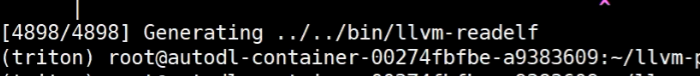 |                                                    ^
[4898/4898] Generating ../../bin/llvm-readelf
(triton) root@autodl-container-00274fbfbe-a9383609:~/llvm-p